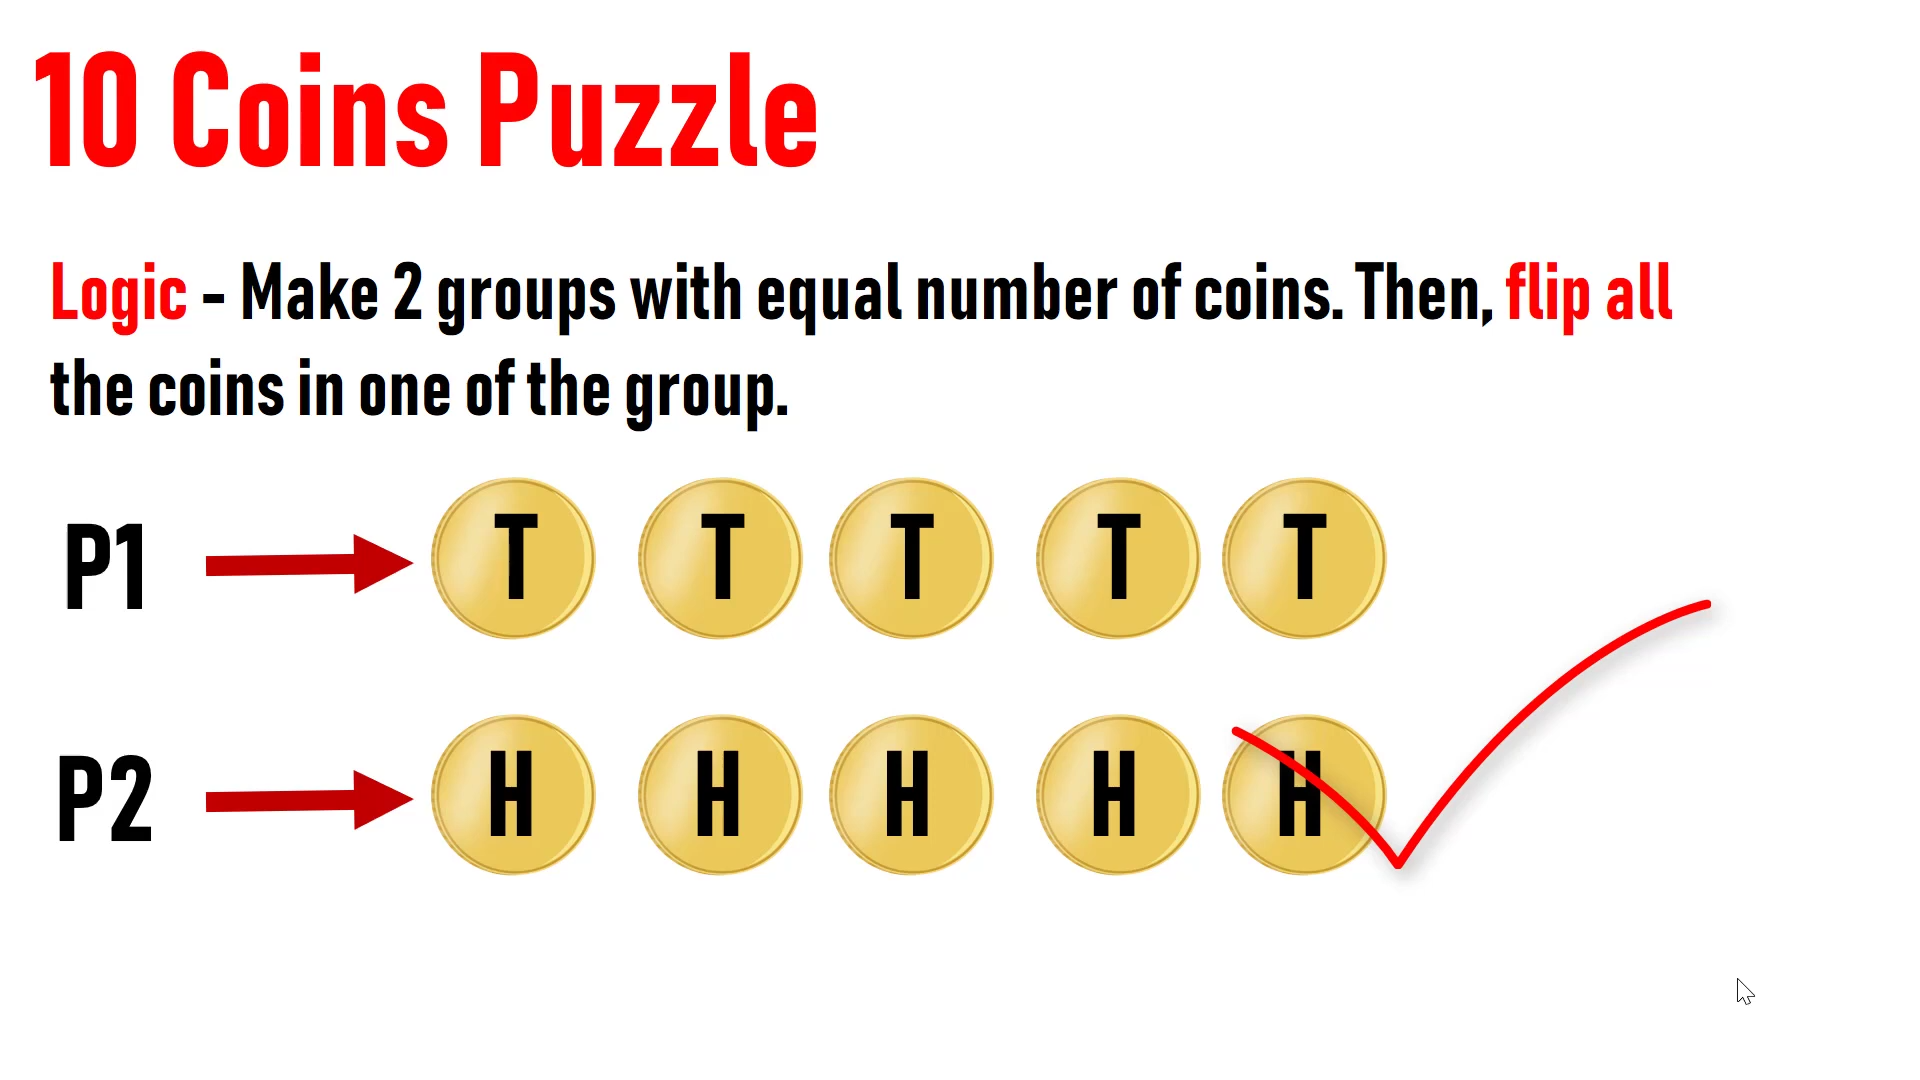 10 Coins Puzzle
Logic - Make 2 groups with equal number of coins. Then, flip all
the coins in one of the group.
P1 T T T T T
P2 H H H H H